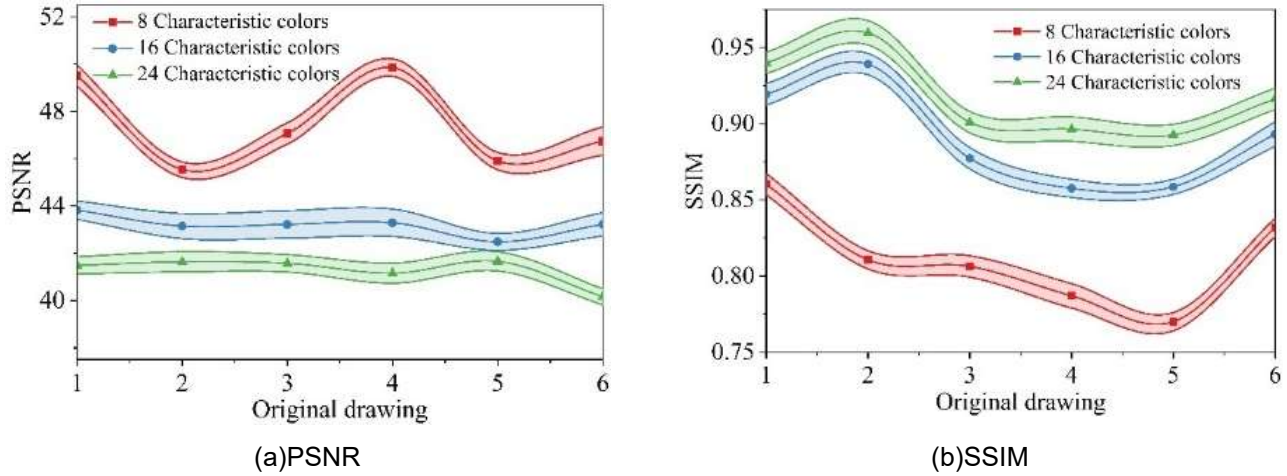 52
48
44
40
PSNR
8 Characteristic colors
16 Characteristic colors
24 Characteristic colors
1 2 3 4 5 6
Original drawing
(a)PSNR
0.95
0.90
0.85
0.80
0.75
SSIM
8 Characteristic colors
16 Characteristic colors
24 Characteristic colors
1 2 3 4 5 6
Original drawing
(b)SSIM